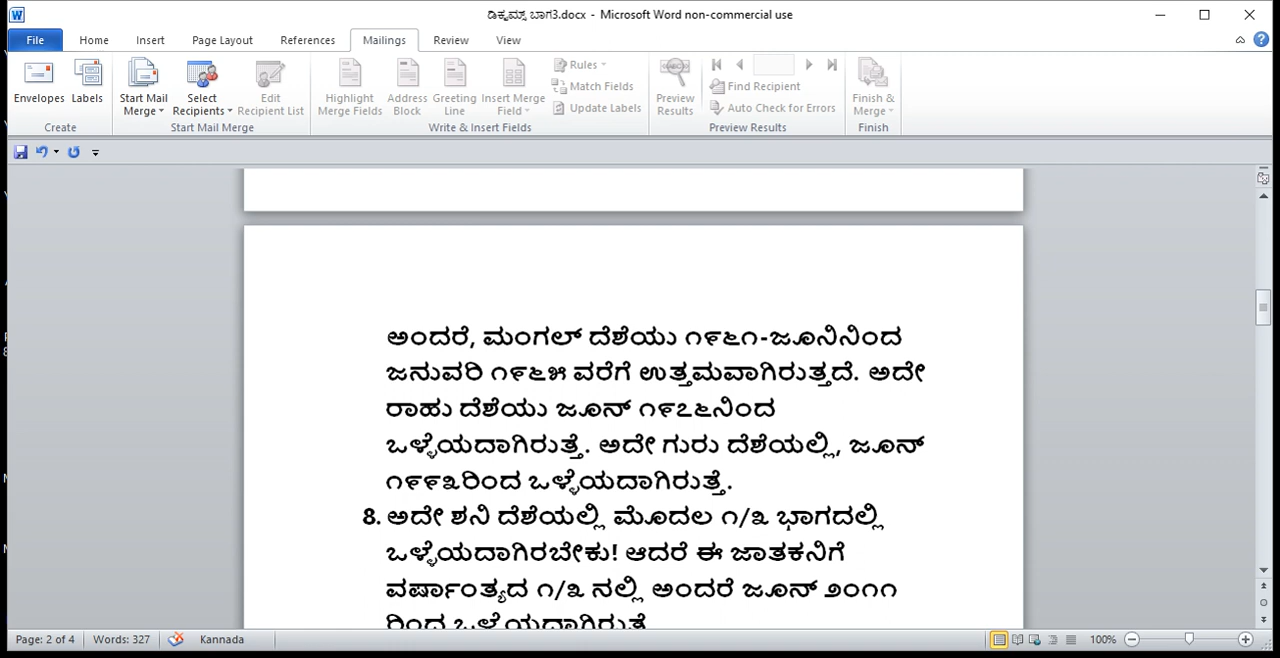 ಡಿಕ್ಕಮ್ಸ್ ಬಾಗ3.docx - Microsoft Word non-commercial use
File Home Insert Page Layout References Mailings Review View
Envelopes Labels Start Mail Merge Select Recipients Edit Recipient List Highlight Merge Fields Address Block Greeting Line Insert Merge Field Rules Match Fields Update Labels Preview Results Find Recipient Auto Check for Errors Finish & Merge
Create Start Mail Merge Write & Insert Fields Preview Results Finish
ಅಂದರೆ, ಮಂಗಲ್ ದೆಶೆಯು ೧೯೬೧-ಜೂನಿನಿಂದ
ಜನುವರಿ ೧೯೬೫ ವರೆಗೆ ಉತ್ತಮವಾಗಿರುತ್ತದೆ. ಅದೇ
ರಾಹು ದೆಶೆಯು ಜೂನ್ ೧೯೭೬ನಿಂದ
ಒಳ್ಳೆಯದಾಗಿರುತ್ತೆ. ಅದೇ ಗುರು ದೆಶೆಯಲ್ಲಿ, ಜೂನ್
೧೯೯೩ರಿಂದ ಒಳ್ಳೆಯದಾಗಿರುತ್ತೆ.
8. ಅದೇ ಶನಿ ದೆಶೆಯಲ್ಲಿ ಮೊದಲ ೧/೩ ಭಾಗದಲ್ಲಿ
ಒಳ್ಳೆಯದಾಗಿರಬೇಕು! ಆದರೆ ಈ ಜಾತಕನಿಗೆ
ವರ್ಷಾಂತ್ಯದ ೧/೩ ನಲ್ಲಿ ಅಂದರೆ ಜೂನ್ ೨೦೧೧
ರಿಂದ ಒಳ್ಳೆಯದಾಗಿರುತ್ತೆ
Page: 2 of 4 Words: 327 Kannada 100%